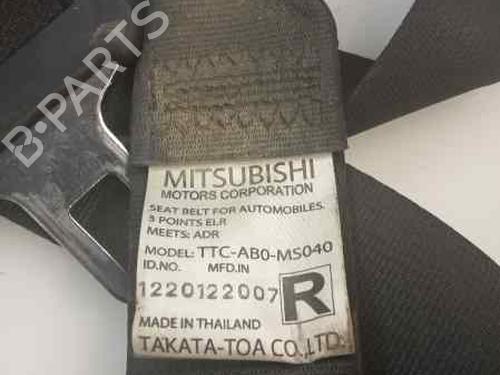 B-PARTS
MITSUBISHI
MOTORS CORPORATION
SEAT BELT FOR AUTOMOBILES.
3 POINTS ELR
MEETS: ADR
MODEL: TTC-AB0-MS040
ID.NO. MFD.IN
1220122007 R
MADE IN THAILAND
TAKATA-TOA CO.,LTD.